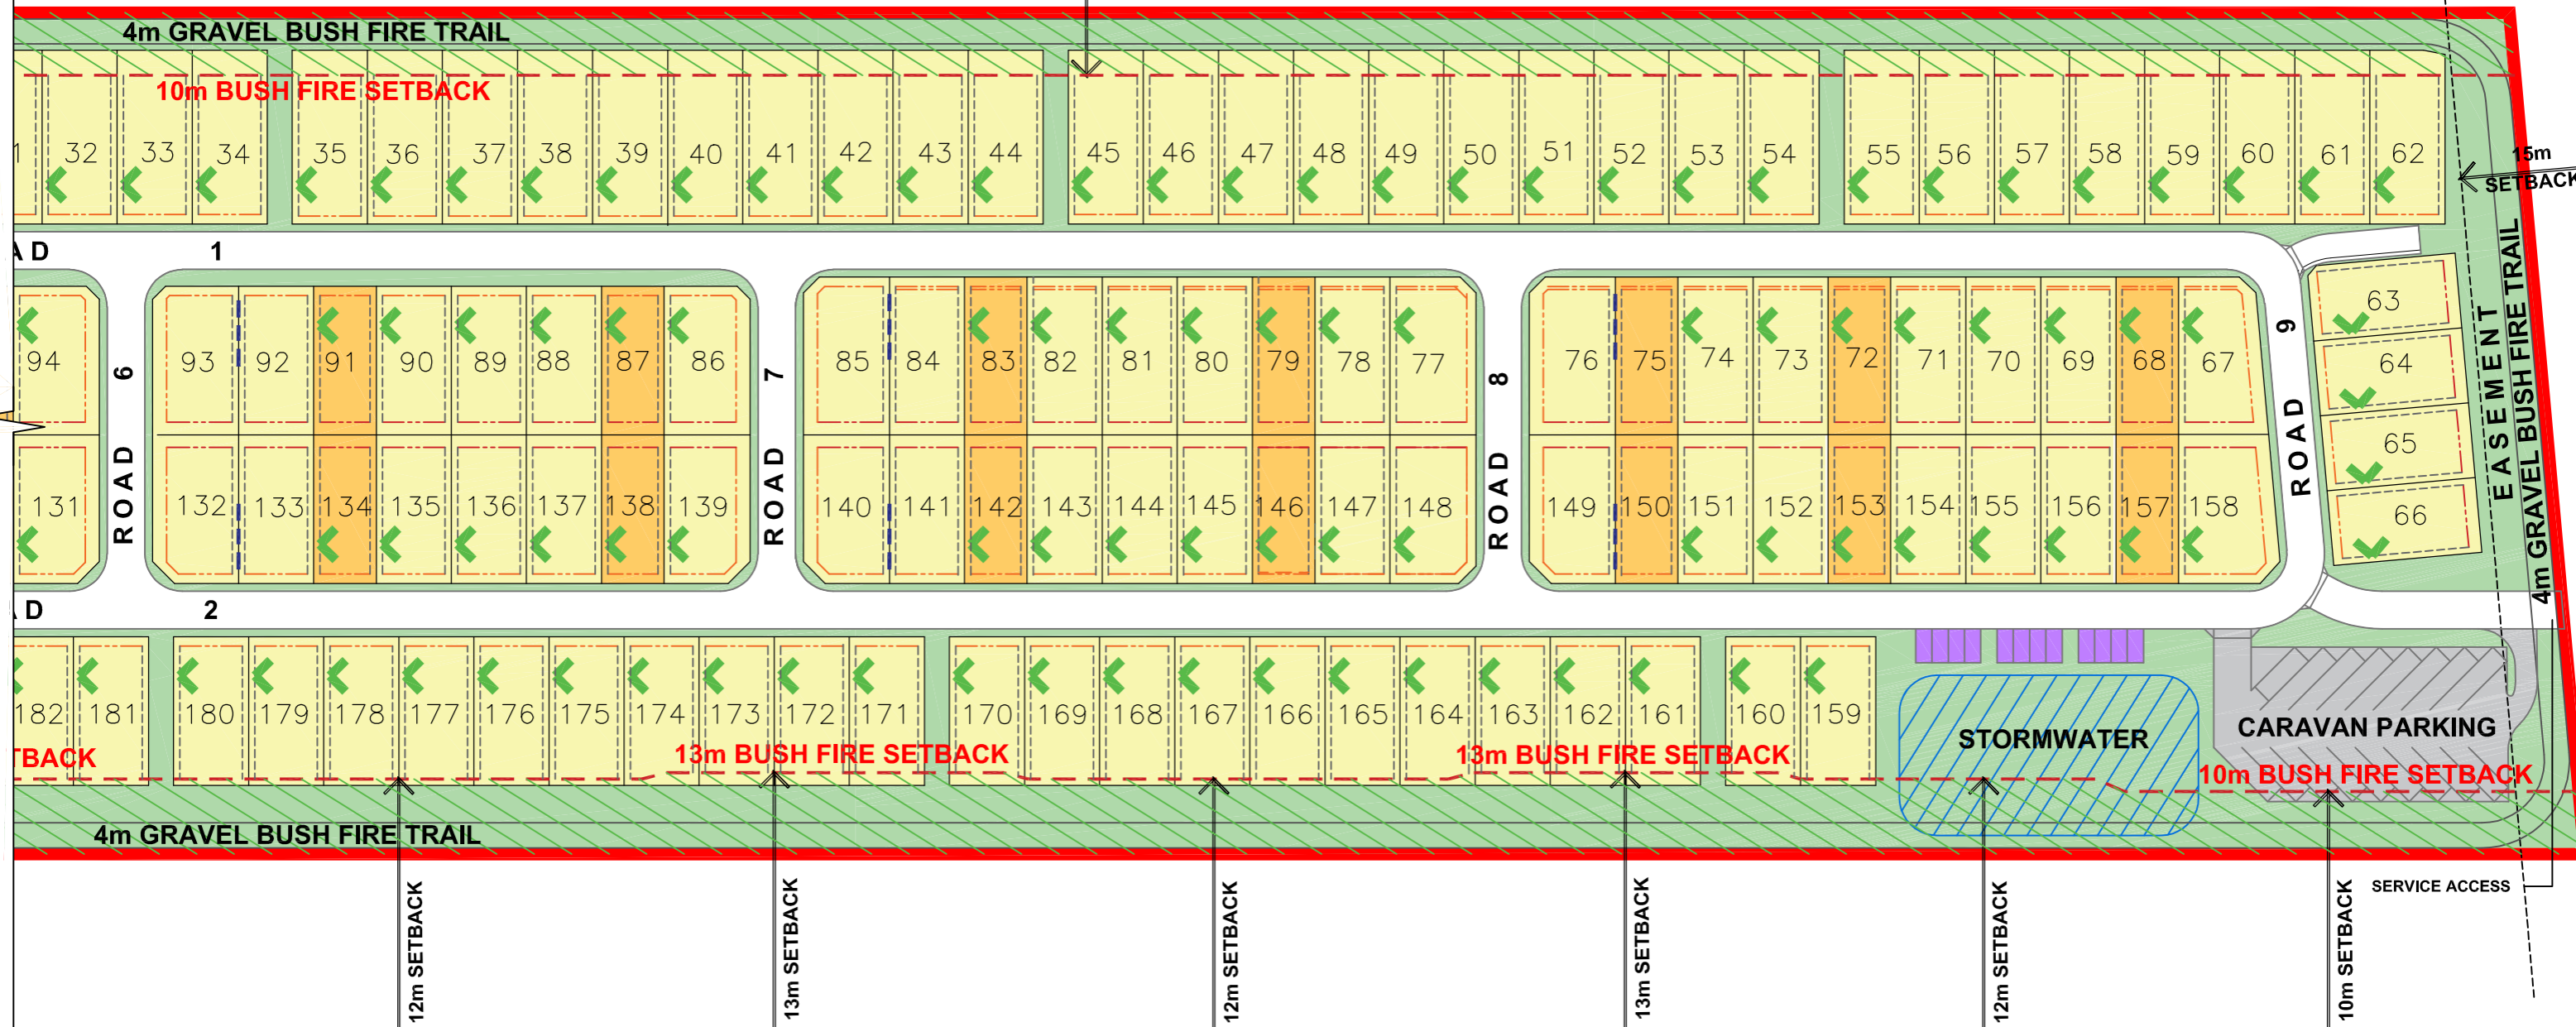 4m GRAVEL BUSH FIRE TRAIL
10m BUSH FIRE SETBACK
1 32 33 34 35 36 37 38 39 40 41 42 43 44 45 46 47 48 49 50 51 52 53 54 55 56 57 58 59 60 61 62
15m
SETBACK
AD 1
94 93 92 91 90 89 88 87 86 85 84 83 82 81 80 79 78 77 76 75 74 73 72 71 70 69 68 67
63
64
65
66
ROAD 6
ROAD 7
ROAD 8
ROAD 9
EASEMENT
4m GRAVEL BUSH FIRE TRAIL
131 132 133 134 135 136 137 138 139 140 141 142 143 144 145 146 147 148 149 150 151 152 153 154 155 156 157 158
AD 2
182 181 180 179 178 177 176 175 174 173 172 171 170 169 168 167 166 165 164 163 162 161 160 159
STORMWATER
CARAVAN PARKING
TBACK
13m BUSH FIRE SETBACK
13m BUSH FIRE SETBACK
10m BUSH FIRE SETBACK
4m GRAVEL BUSH FIRE TRAIL
12m SETBACK
13m SETBACK
12m SETBACK
13m SETBACK
12m SETBACK
10m SETBACK
SERVICE ACCESS